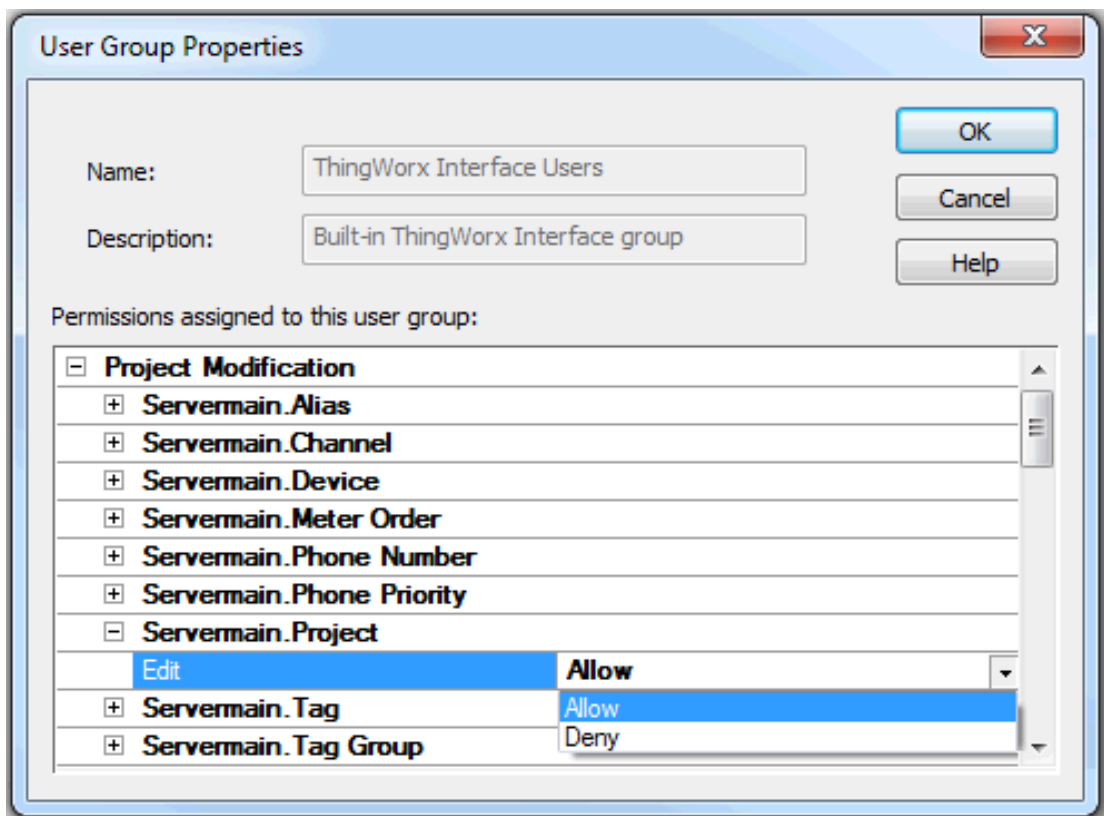 User Group Properties
OK
Name: ThingWorx Interface Users
Cancel
Description: Built-in ThingWorx Interface group
Help
Permissions assigned to this user group:
Project Modification
Servermain.Alias
Servermain.Channel
Servermain.Device
Servermain.Meter Order
Servermain.Phone Number
Servermain.Phone Priority
Servermain.Project
Edit Allow
Servermain.Tag Allow
Deny
Servermain.Tag Group